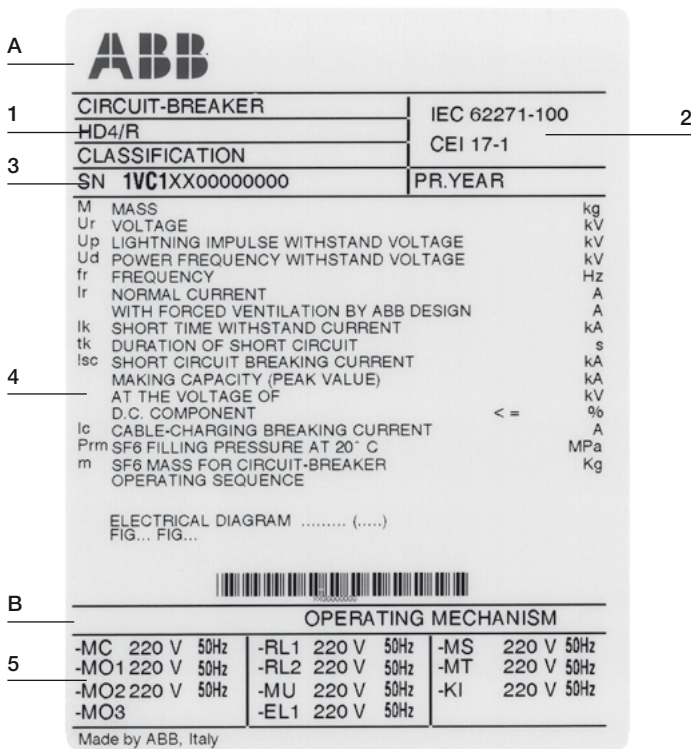 A
ABB
CIRCUIT-BREAKER
IEC 62271-100
1
HD4/R
2
CEI 17-1
CLASSIFICATION
3
SN 1VC1XX00000000 PR.YEAR
M MASS kg
Ur VOLTAGE kV
Up LIGHTNING IMPULSE WITHSTAND VOLTAGE kV
Ud POWER FREQUENCY WITHSTAND VOLTAGE kV
fr FREQUENCY Hz
Ir NORMAL CURRENT A
WITH FORCED VENTILATION BY ABB DESIGN A
Ik SHORT TIME WITHSTAND CURRENT kA
tk DURATION OF SHORT CIRCUIT s
Isc SHORT CIRCUIT BREAKING CURRENT kA
MAKING CAPACITY (PEAK VALUE) kA
4
AT THE VOLTAGE OF kV
D.C. COMPONENT < = %
Ic CABLE-CHARGING BREAKING CURRENT A
Prm SF6 FILLING PRESSURE AT 20° C MPa
m SF6 MASS FOR CIRCUIT-BREAKER Kg
OPERATING SEQUENCE
ELECTRICAL DIAGRAM ......... (.....)
FIG... FIG...
B
OPERATING MECHANISM
-MC 220 V 50Hz -RL1 220 V 50Hz -MS 220 V 50Hz
5
-MO1 220 V 50Hz -RL2 220 V 50Hz -MT 220 V 50Hz
-MO2 220 V 50Hz -MU 220 V 50Hz -KI 220 V 50Hz
-MO3 -EL1 220 V 50Hz
Made by ABB, Italy